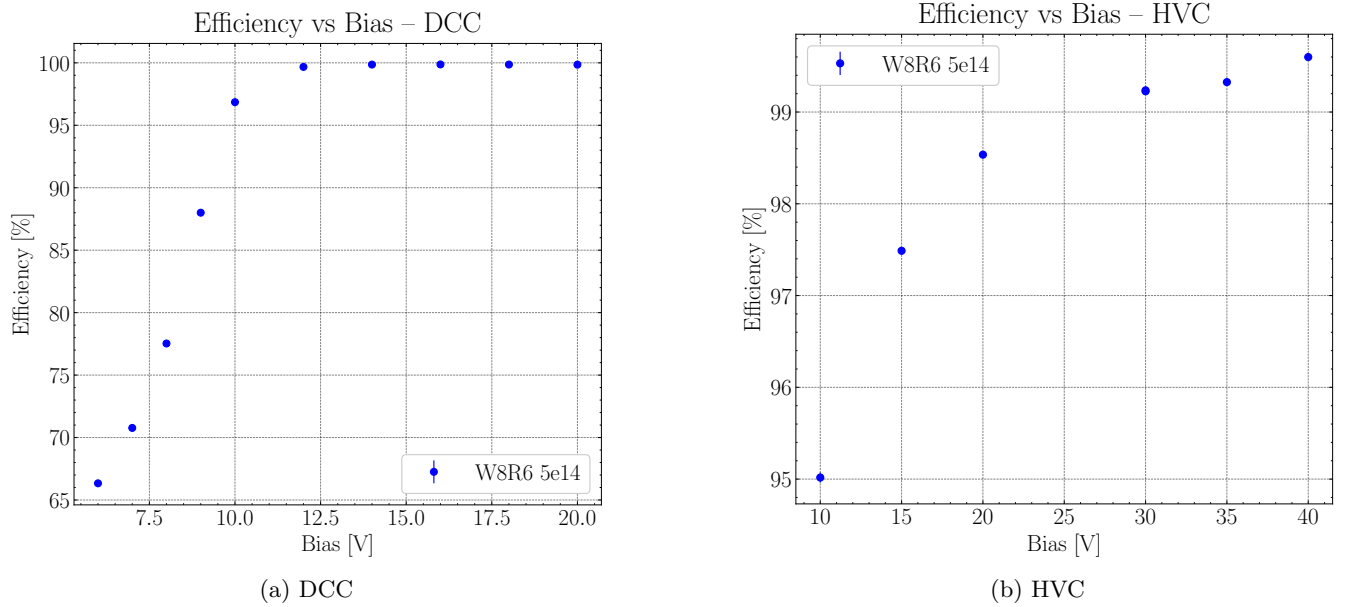 Efficiency vs Bias – DCC
100
95
90
85
80
75
70
65
Efficiency [%]
W8R6 5e14
7.5 10.0 12.5 15.0 17.5 20.0
Bias [V]
(a) DCC
Efficiency vs Bias – HVC
W8R6 5e14
99
98
97
96
95
Efficiency [%]
10 15 20 25 30 35 40
Bias [V]
(b) HVC